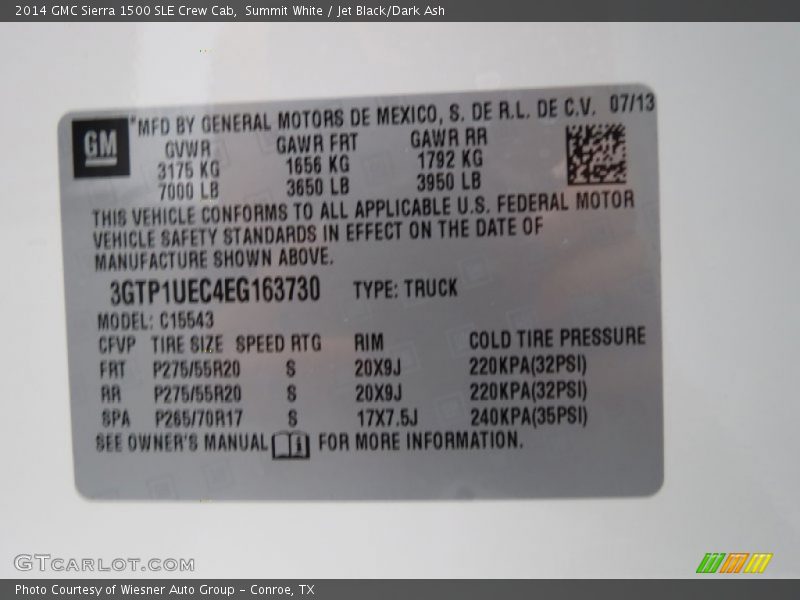 2014 GMC Sierra 1500 SLE Crew Cab, Summit White / Jet Black/Dark Ash
GM *MFD BY GENERAL MOTORS DE MEXICO, S. DE R.L. DE C.V. 07/13
GVWR GAWR FRT GAWR RR
3175 KG 1656 KG 1792 KG
7000 LB 3650 LB 3950 LB
THIS VEHICLE CONFORMS TO ALL APPLICABLE U.S. FEDERAL MOTOR
VEHICLE SAFETY STANDARDS IN EFFECT ON THE DATE OF
MANUFACTURE SHOWN ABOVE.
3GTP1UEC4EG163730 TYPE: TRUCK
MODEL: C15543
CFVP TIRE SIZE SPEED RTG RIM COLD TIRE PRESSURE
FRT P275/55R20 S 20X9J 220KPA(32PSI)
RR P275/55R20 S 20X9J 220KPA(32PSI)
SPA P265/70R17 S 17X7.5J 240KPA(35PSI)
SEE OWNER'S MANUAL FOR MORE INFORMATION.
GTCARLOT.COM
Photo Courtesy of Wiesner Auto Group - Conroe, TX